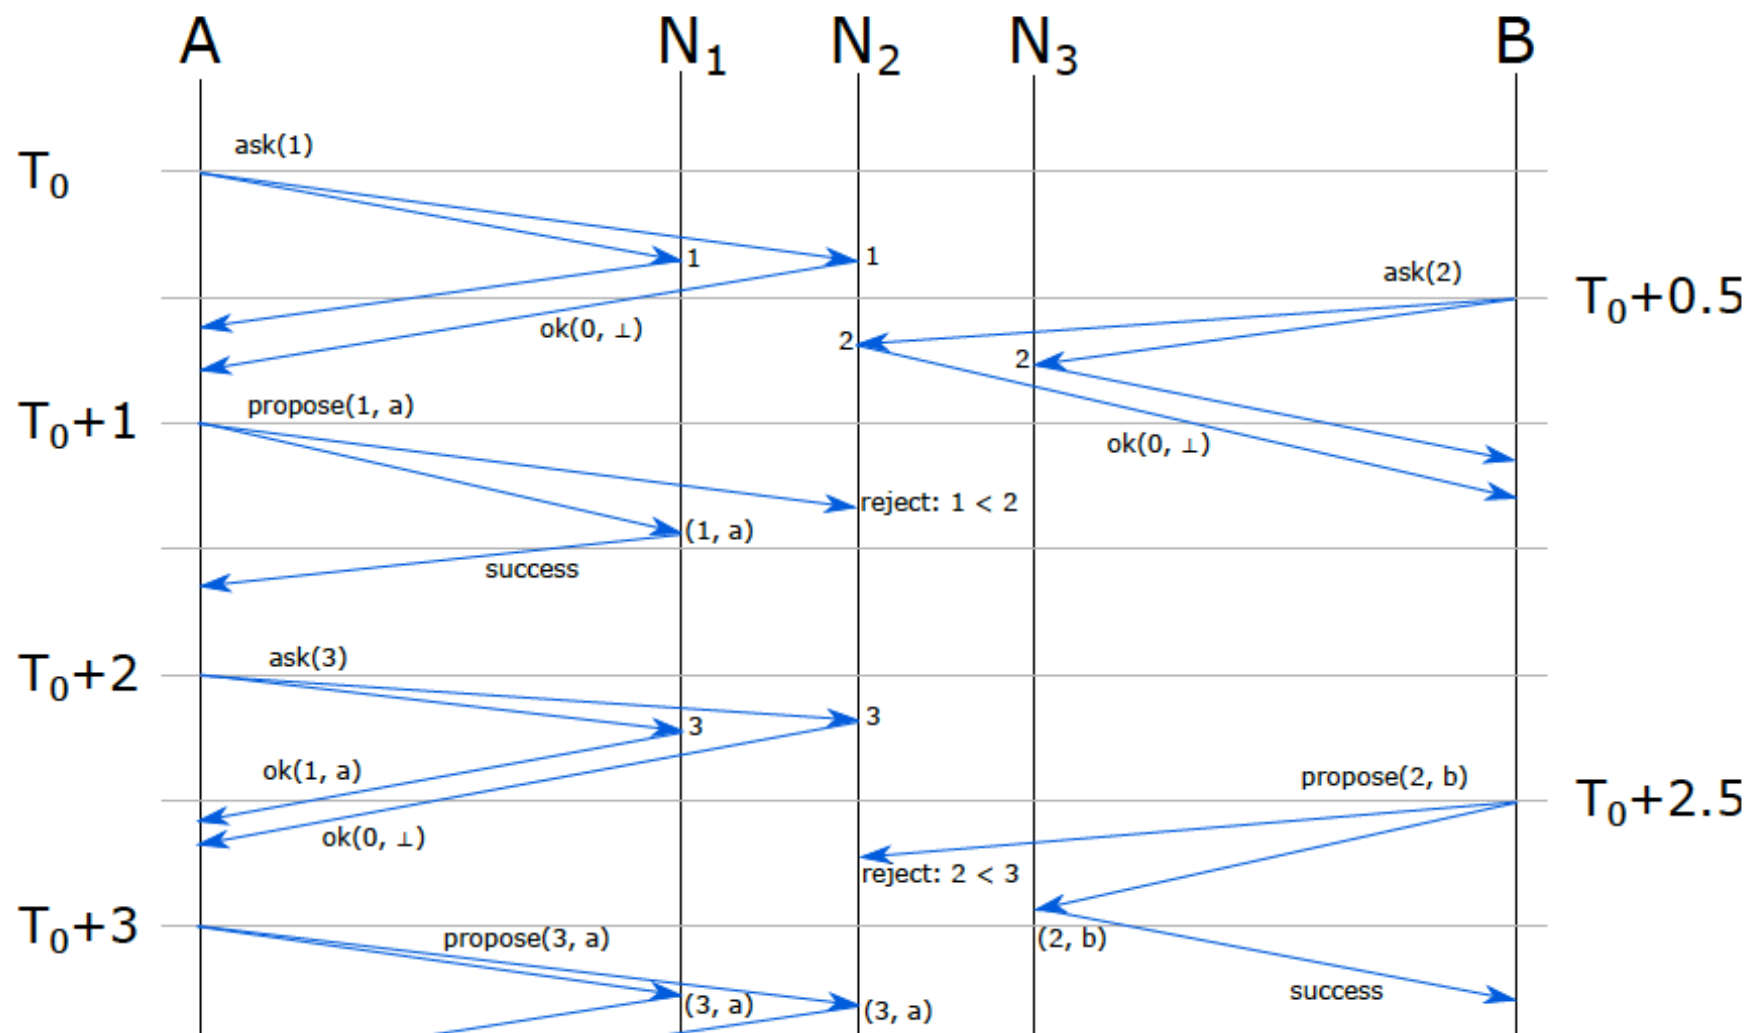 A N₁ N₂ N₃ B
ask(1)
T₀
1 1
ask(2)
T₀+0.5
ok(0, ⊥)
2
2
propose(1, a)
T₀+1
ok(0, ⊥)
reject: 1 < 2
(1, a)
success
ask(3)
T₀+2
3
3
ok(1, a)
propose(2, b)
T₀+2.5
ok(0, ⊥)
reject: 2 < 3
T₀+3
propose(3, a)
(2, b)
success
(3, a)
(3, a)